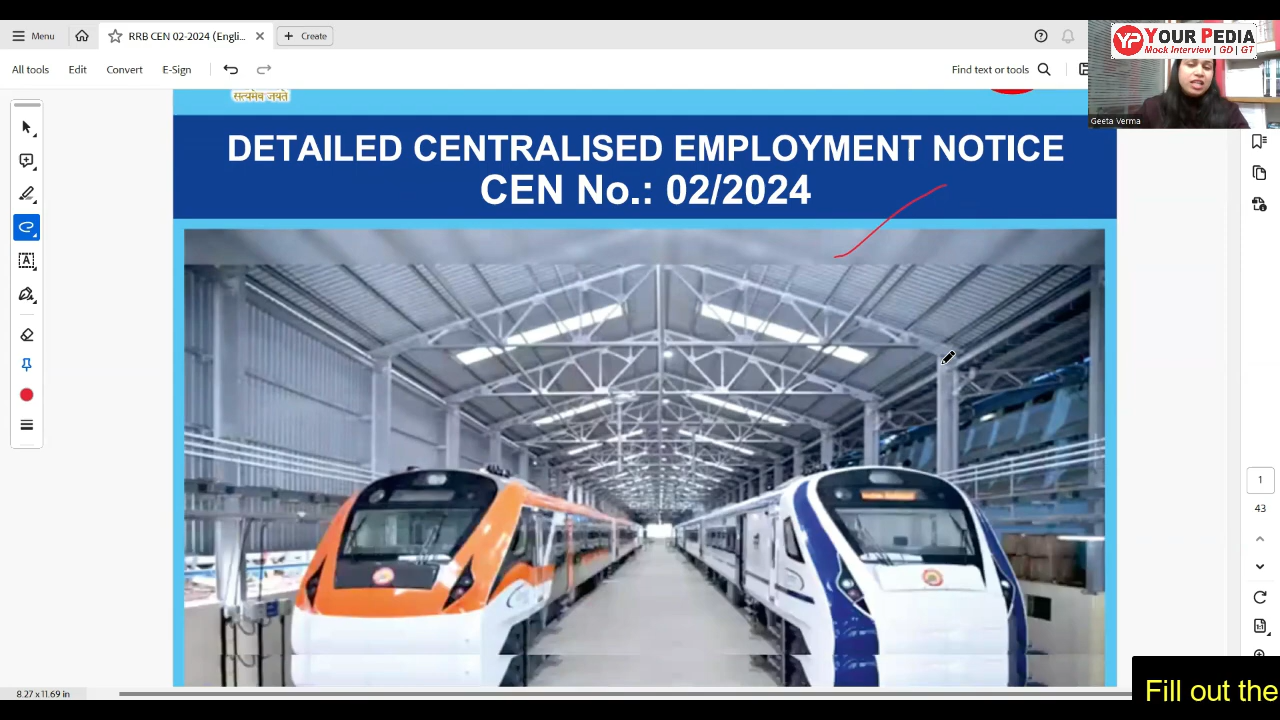 Menu
RRB CEN 02-2024 (Engli...
Create
All tools
Edit
Convert
E-Sign
Find text or tools
YP YOUR PEDIA
Mock Interview | GD | GT
Geeta Verma
सत्यमेव जयते
DETAILED CENTRALISED EMPLOYMENT NOTICE
CEN No.: 02/2024
1
43
8.27 x 11.69 in
Fill out the